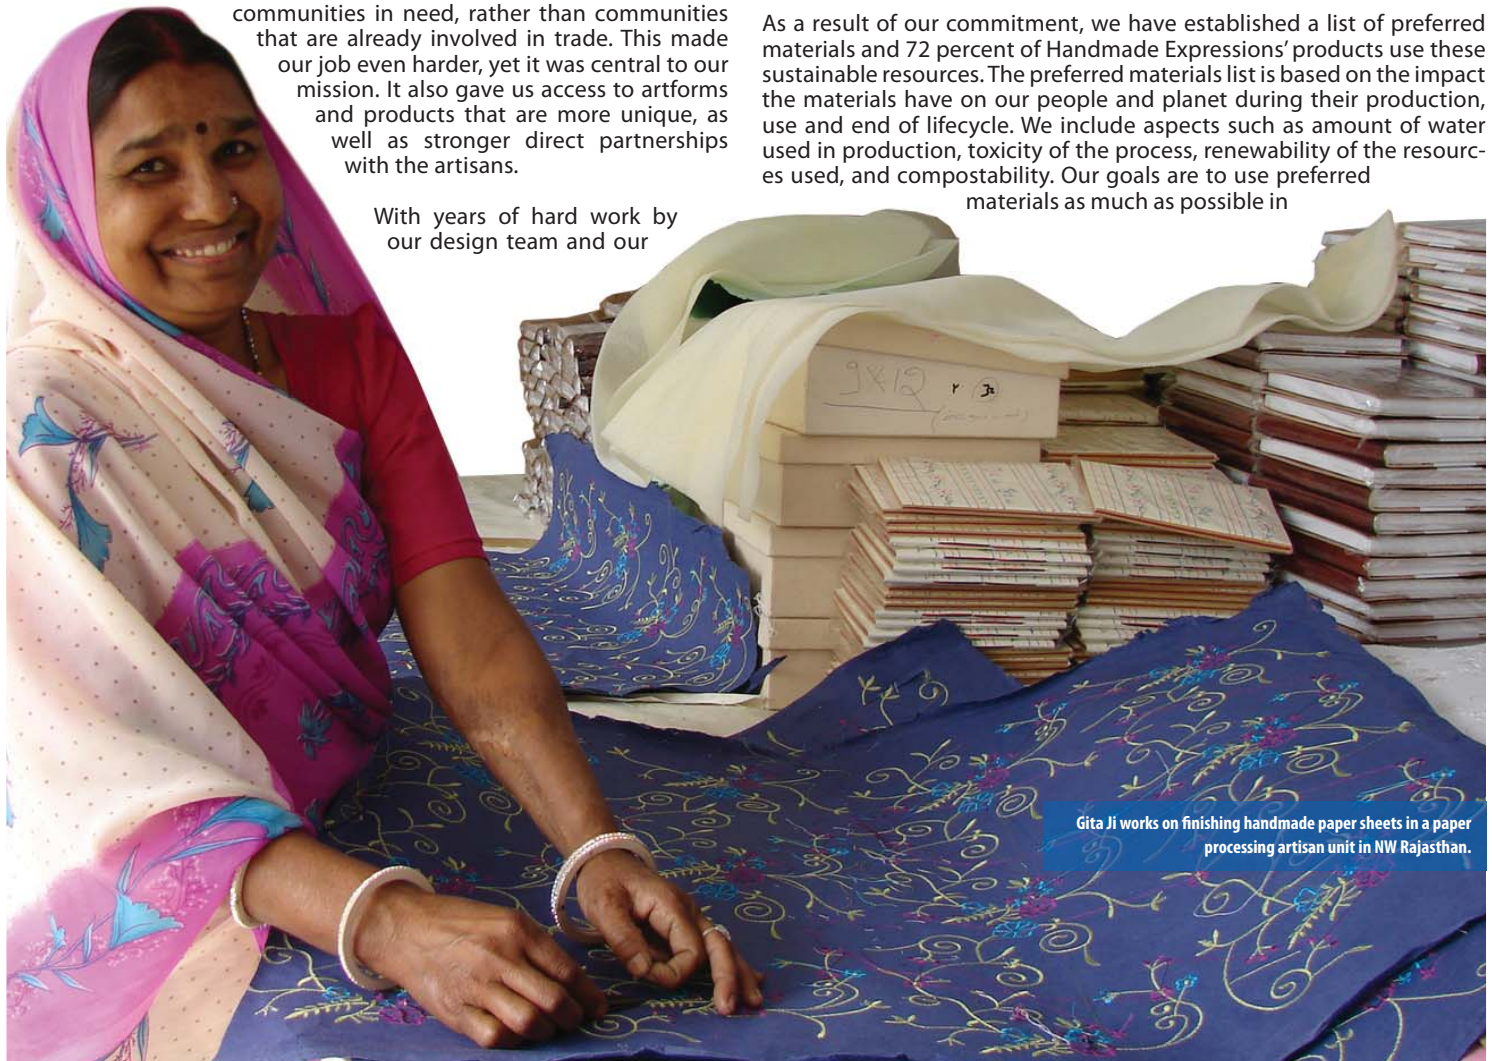 communities in need, rather than communities
that are already involved in trade. This made
our job even harder, yet it was central to our
mission. It also gave us access to artforms
and products that are more unique, as
well as stronger direct partnerships
with the artisans.
With years of hard work by
our design team and our
As a result of our commitment, we have established a list of preferred
materials and 72 percent of Handmade Expressions’ products use these
sustainable resources. The preferred materials list is based on the impact
the materials have on our people and planet during their production,
use and end of lifecycle. We include aspects such as amount of water
used in production, toxicity of the process, renewability of the resourc-
es used, and compostability. Our goals are to use preferred
materials as much as possible in
9x12
Gita Ji works on finishing handmade paper sheets in a paper
processing artisan unit in NW Rajasthan.